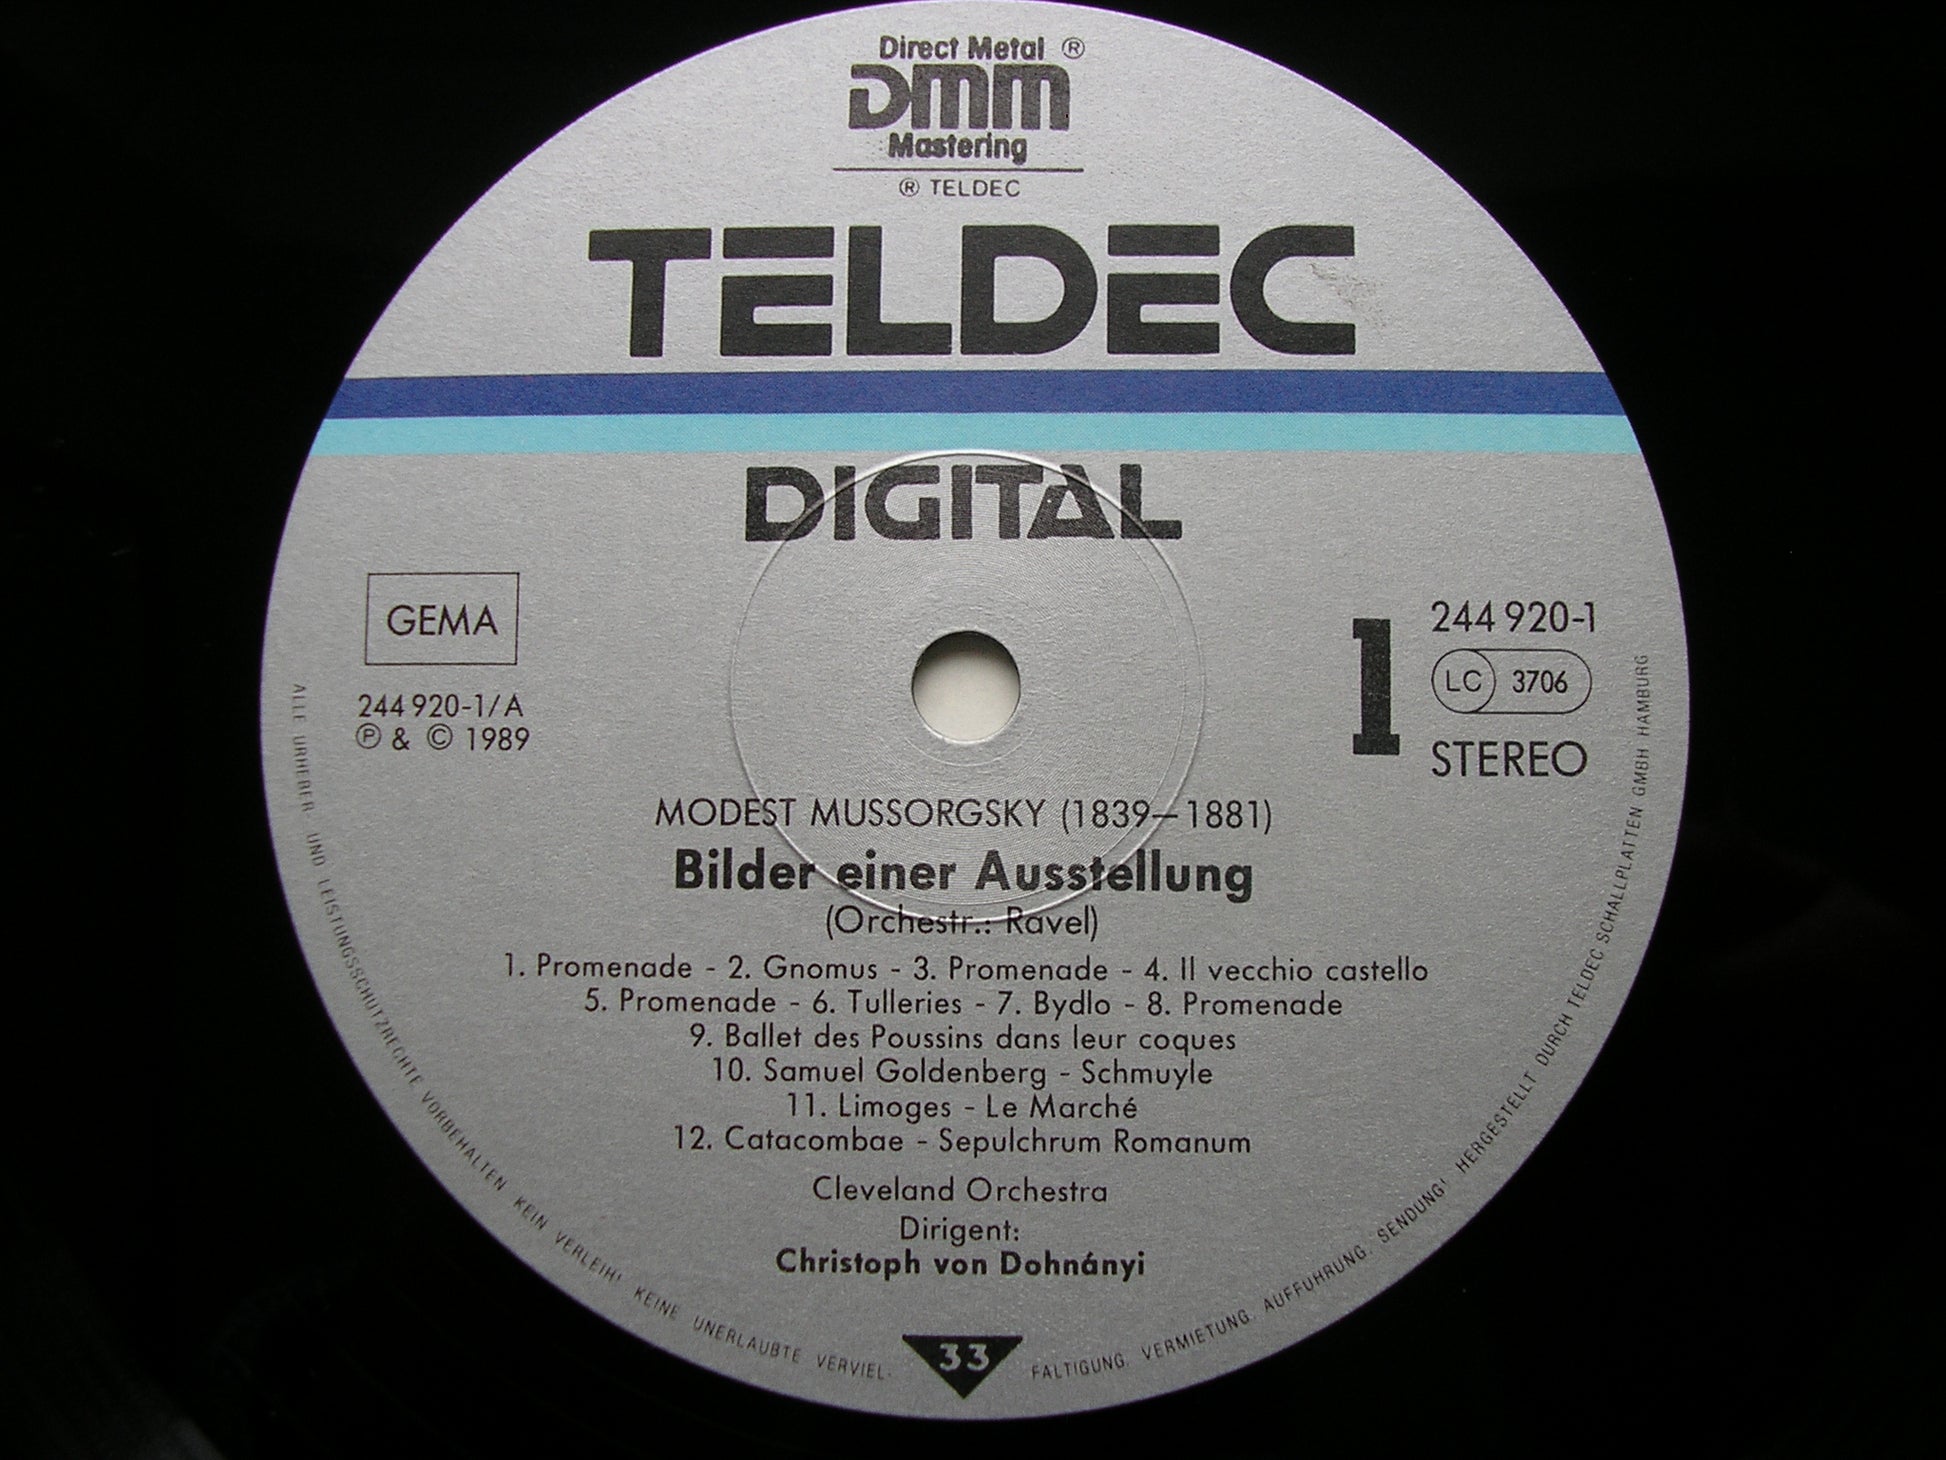 Direct Metal ®
DMM
Mastering
® TELDEC
TELDEC
DIGITAL
GEMA
244 920-1/A
℗ & © 1989
1
244 920-1
LC 3706
STEREO
MODEST MUSSORGSKY (1839–1881)
Bilder einer Ausstellung
(Orchestr.: Ravel)
1. Promenade - 2. Gnomus - 3. Promenade - 4. Il vecchio castello
5. Promenade - 6. Tulleries - 7. Bydlo - 8. Promenade
9. Ballet des Poussins dans leur coques
10. Samuel Goldenberg - Schmuyle
11. Limoges - Le Marché
12. Catacombae - Sepulchrum Romanum
Cleveland Orchestra
Dirigent:
Christoph von Dohnányi
33
ALLE URHEBER- UND LEISTUNGSSCHUTZRECHTE VORBEHALTEN KEIN VERLEIH! KEINE UNERLAUBTE VERVIEL-
FÄLTIGUNG, VERMIETUNG, AUFFÜHRUNG, SENDUNG! HERGESTELLT DURCH TELDEC SCHALLPLATTEN GMBH HAMBURG